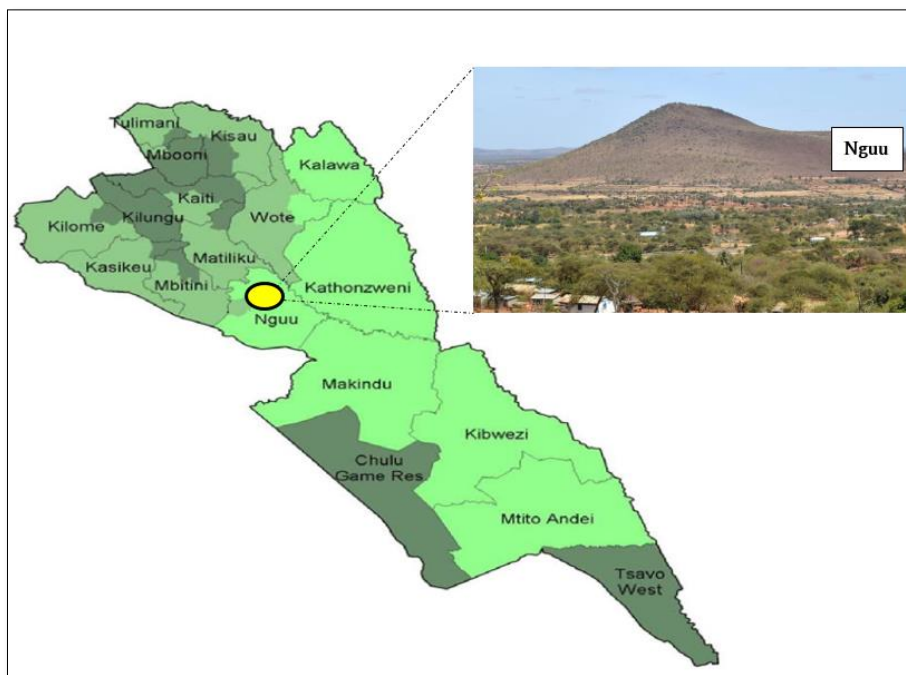 Tulimani
Kisau
Mbooni
Kalawa
Kaiti
Kilungu
Wote
Kilome
Matiliku
Kasikeu
Mbitini
Kathonzweni
Nguu
Makindu
Kibwezi
Chulu
Game Res.
Mtito Andei
Tsavo
West
Nguu